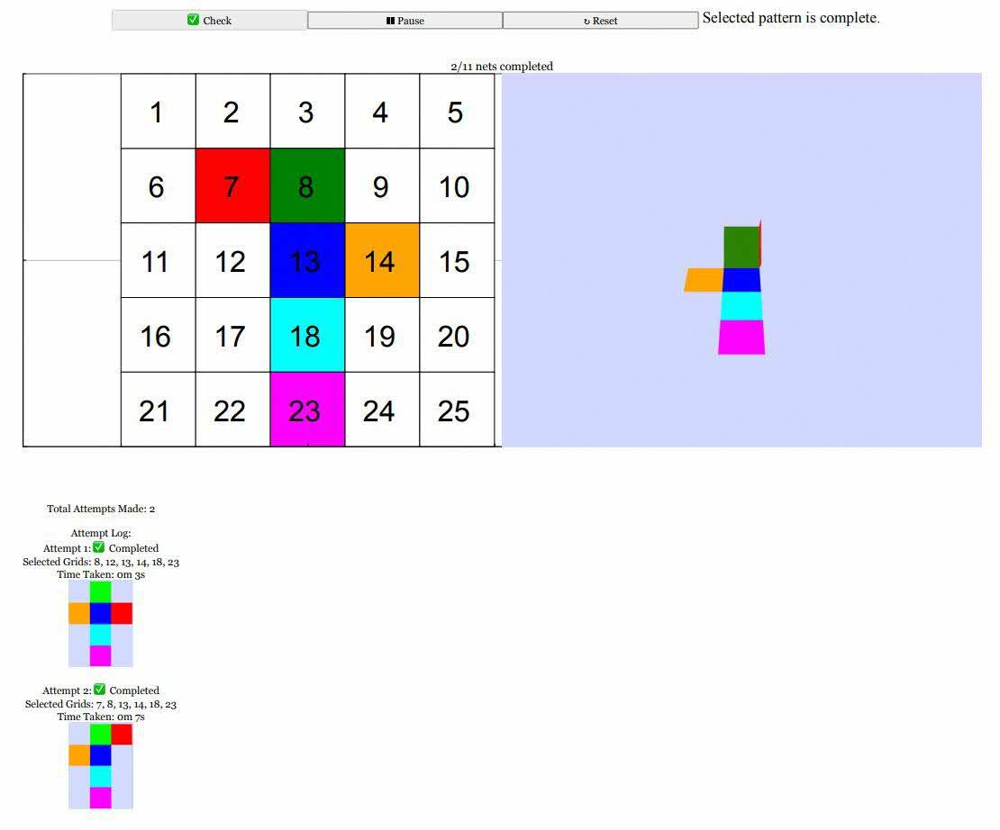 ✅ Check ⏸ Pause ↻ Reset Selected pattern is complete.
2/11 nets completed
1 2 3 4 5
6 7 8 9 10
11 12 13 14 15
16 17 18 19 20
21 22 23 24 25
Total Attempts Made: 2
Attempt Log:
Attempt 1: ✅ Completed
Selected Grids: 8, 12, 13, 14, 18, 23
Time Taken: 0m 3s
Attempt 2: ✅ Completed
Selected Grids: 7, 8, 13, 14, 18, 23
Time Taken: 0m 7s